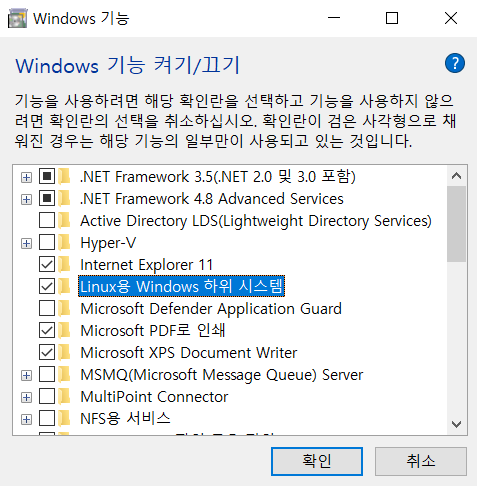 Windows 기능
Windows 기능 켜기/끄기
?
기능을 사용하려면 해당 확인란을 선택하고 기능을 사용하지 않으
려면 확인란의 선택을 취소하십시오. 확인란이 검은 사각형으로 채
워진 경우는 해당 기능의 일부만이 사용되고 있는 것입니다.
.NET Framework 3.5(.NET 2.0 및 3.0 포함)
.NET Framework 4.8 Advanced Services
Active Directory LDS(Lightweight Directory Services)
Hyper-V
Internet Explorer 11
Linux용 Windows 하위 시스템
Microsoft Defender Application Guard
Microsoft PDF로 인쇄
Microsoft XPS Document Writer
MSMQ(Microsoft Message Queue) Server
MultiPoint Connector
NFS용 서비스
확인
취소